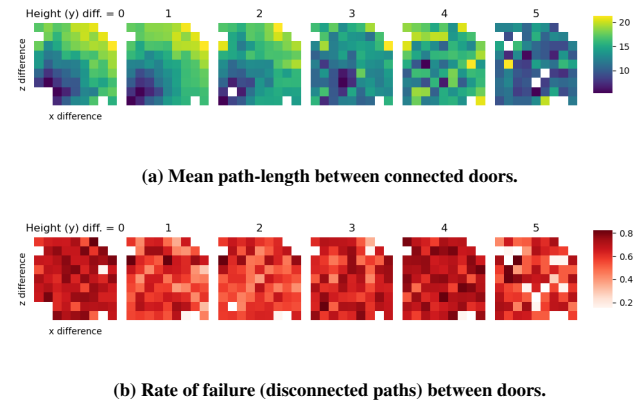 Height (y) diff. = 0 1 2 3 4 5
z difference
20
15
10
x difference
(a) Mean path-length between connected doors.
Height (y) diff. = 0 1 2 3 4 5
z difference
0.8
0.6
0.4
0.2
x difference
(b) Rate of failure (disconnected paths) between doors.